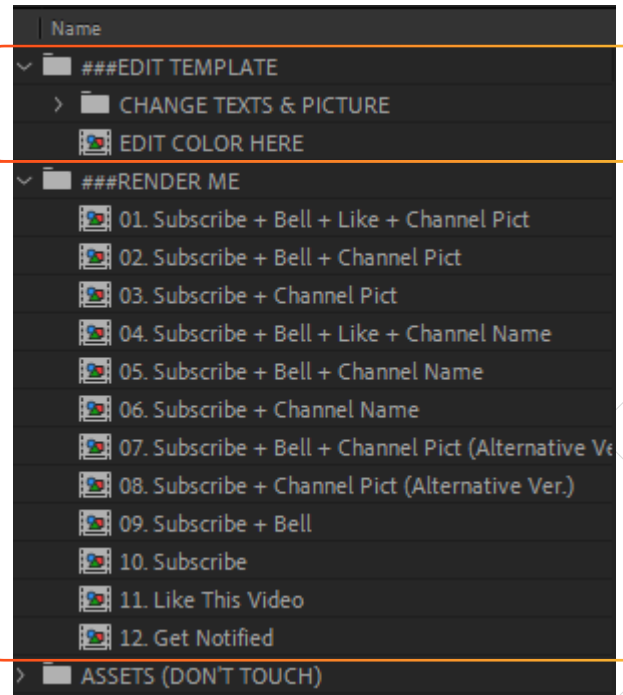 Name
###EDIT TEMPLATE
CHANGE TEXTS & PICTURE
EDIT COLOR HERE
###RENDER ME
01. Subscribe + Bell + Like + Channel Pict
02. Subscribe + Bell + Channel Pict
03. Subscribe + Channel Pict
04. Subscribe + Bell + Like + Channel Name
05. Subscribe + Bell + Channel Name
06. Subscribe + Channel Name
07. Subscribe + Bell + Channel Pict (Alternative Ve
08. Subscribe + Channel Pict (Alternative Ver.)
09. Subscribe + Bell
10. Subscribe
11. Like This Video
12. Get Notified
ASSETS (DON'T TOUCH)